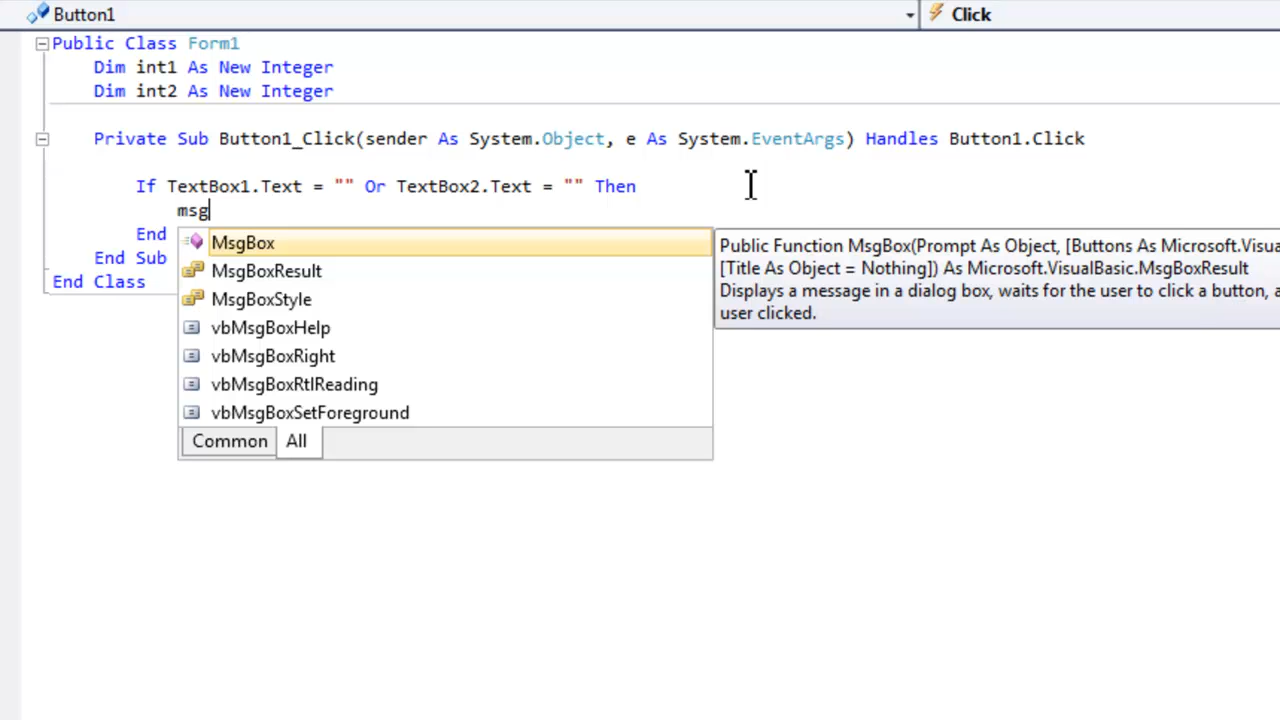 Button1 Click
Public Class Form1
Dim int1 As New Integer
Dim int2 As New Integer
Private Sub Button1_Click(sender As System.Object, e As System.EventArgs) Handles Button1.Click
If TextBox1.Text = "" Or TextBox2.Text = "" Then
msg
End
End Sub
End Class
MsgBox
MsgBoxResult
MsgBoxStyle
vbMsgBoxHelp
vbMsgBoxRight
vbMsgBoxRtlReading
vbMsgBoxSetForeground
Common All
Public Function MsgBox(Prompt As Object, [Buttons As Microsoft.Visua
[Title As Object = Nothing]) As Microsoft.VisualBasic.MsgBoxResult
Displays a message in a dialog box, waits for the user to click a button, a
user clicked.